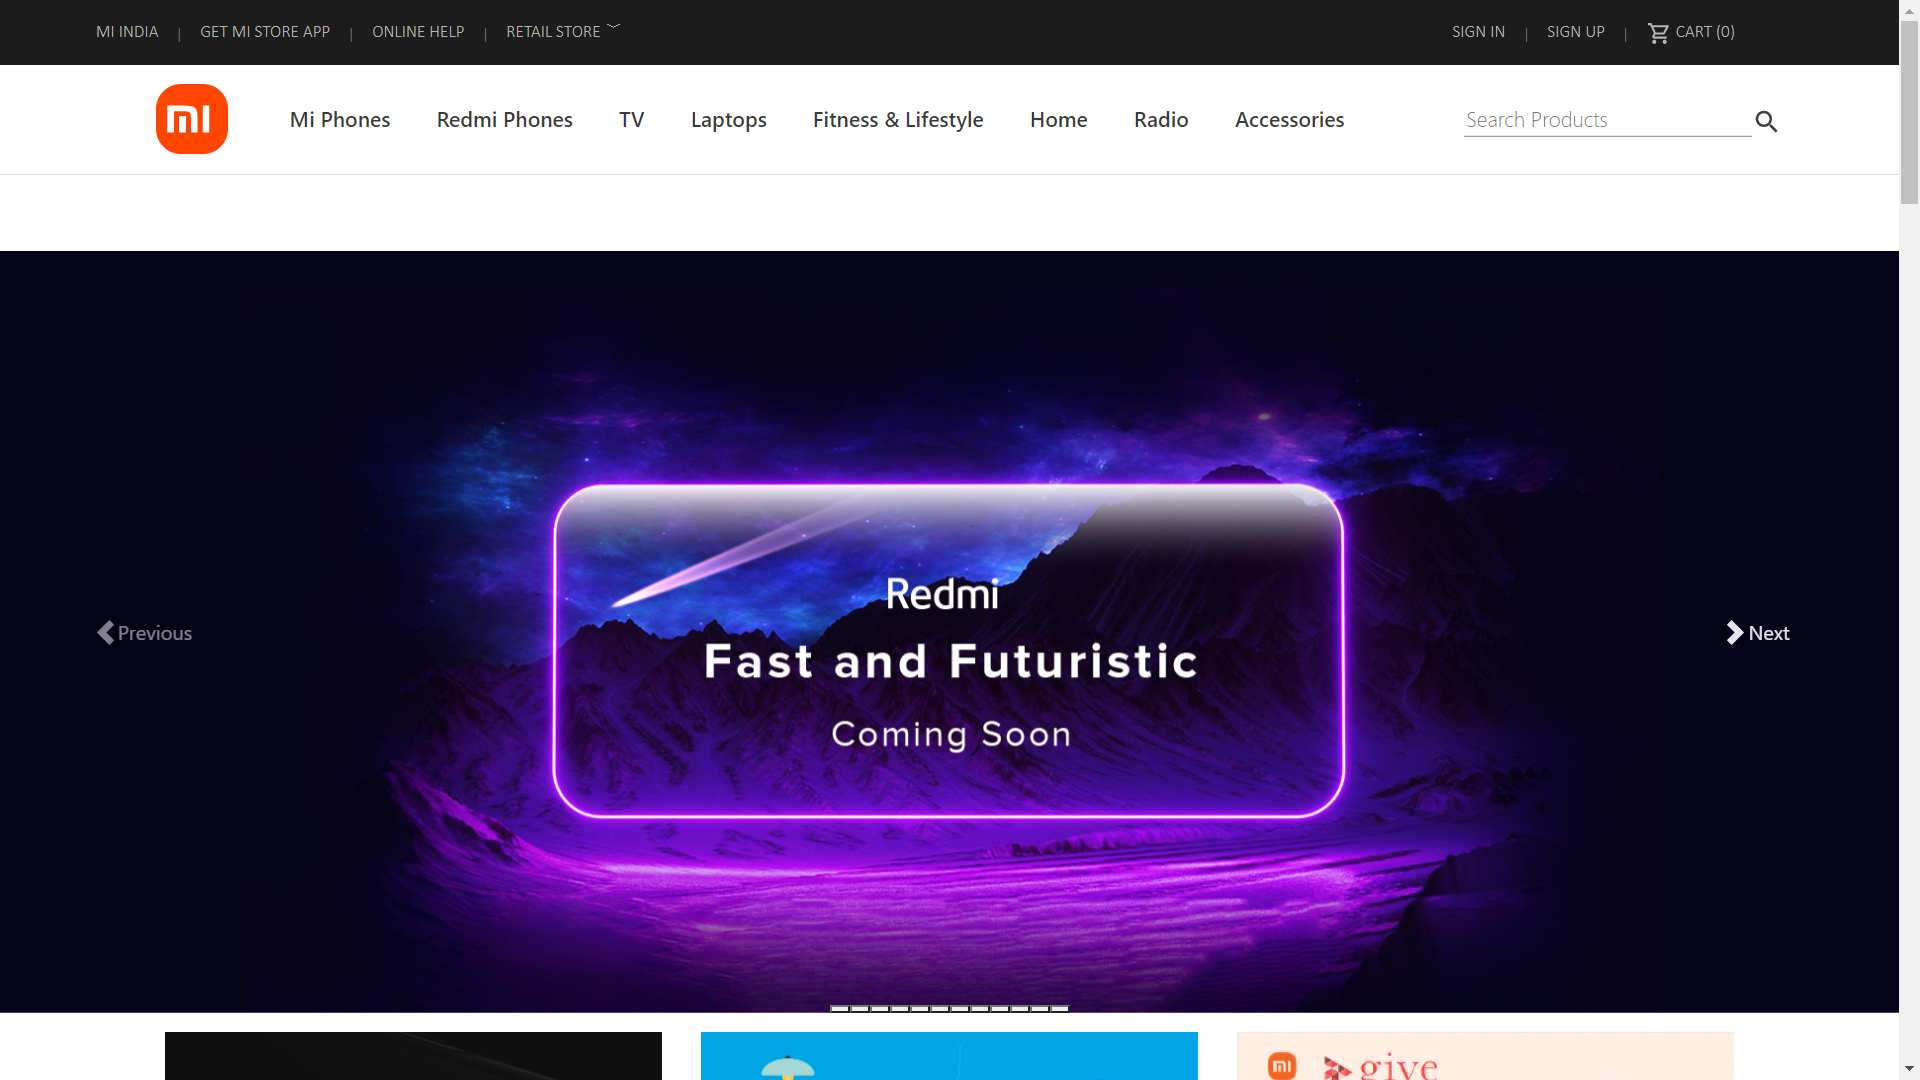 MI INDIA | GET MI STORE APP | ONLINE HELP | RETAIL STORE
SIGN IN | SIGN UP | CART (0)
mi
Mi Phones Redmi Phones TV Laptops Fitness & Lifestyle Home Radio Accessories
Search Products
Redmi
Fast and Futuristic
Coming Soon
Previous
Next
mi give